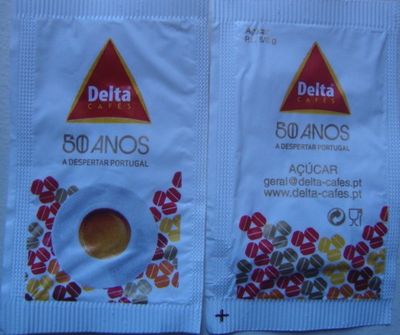 Delta
CAFÉS
50 ANOS
A DESPERTAR PORTUGAL
Açúcar
Delta
CAFÉS
50 ANOS
A DESPERTAR PORTUGAL
AÇÚCAR
geral@delta-cafes.pt
www.delta-cafes.pt